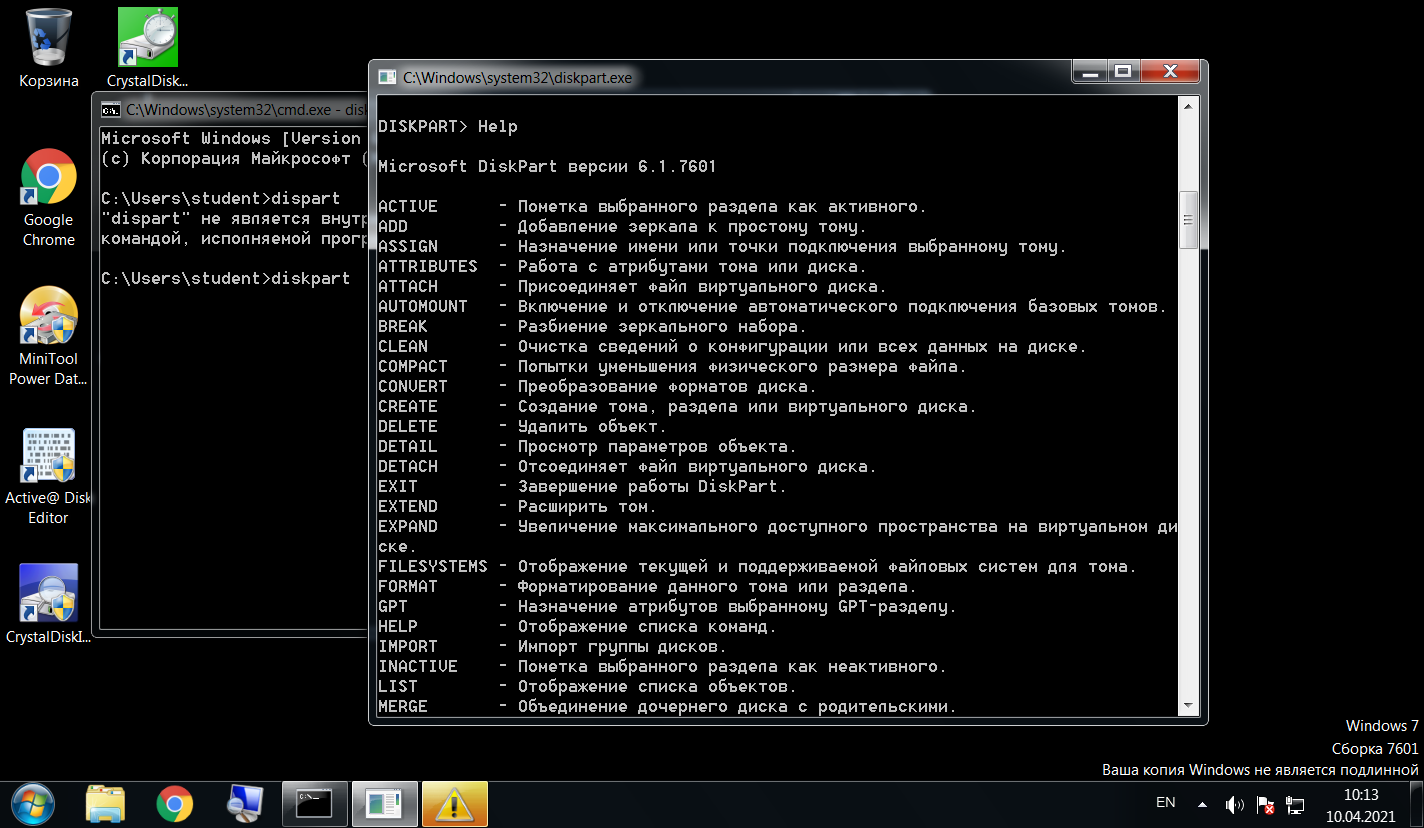 Корзина
CrystalDisk...
Google
Chrome
MiniTool
Power Dat...
Active@ Disk
Editor
CrystalDiskI...
C:\Windows\system32\cmd.exe - disk
Microsoft Windows [Version
(c) Корпорация Майкрософт (
C:\Users\student>dispart
"dispart" не является внутр
командой, исполняемой прогр
C:\Users\student>diskpart
C:\Windows\system32\diskpart.exe
DISKPART> Help
Microsoft DiskPart версии 6.1.7601
ACTIVE - Пометка выбранного раздела как активного.
ADD - Добавление зеркала к простому тому.
ASSIGN - Назначение имени или точки подключения выбранному тому.
ATTRIBUTES - Работа с атрибутами тома или диска.
ATTACH - Присоединяет файл виртуального диска.
AUTOMOUNT - Включение и отключение автоматического подключения базовых томов.
BREAK - Разбиение зеркального набора.
CLEAN - Очистка сведений о конфигурации или всех данных на диске.
COMPACT - Попытки уменьшения физического размера файла.
CONVERT - Преобразование форматов диска.
CREATE - Создание тома, раздела или виртуального диска.
DELETE - Удалить объект.
DETAIL - Просмотр параметров объекта.
DETACH - Отсоединяет файл виртуального диска.
EXIT - Завершение работы DiskPart.
EXTEND - Расширить том.
EXPAND - Увеличение максимального доступного пространства на виртуальном ди
ске.
FILESYSTEMS - Отображение текущей и поддерживаемой файловых систем для тома.
FORMAT - Форматирование данного тома или раздела.
GPT - Назначение атрибутов выбранному GPT-разделу.
HELP - Отображение списка команд.
IMPORT - Импорт группы дисков.
INACTIVE - Пометка выбранного раздела как неактивного.
LIST - Отображение списка объектов.
MERGE - Объединение дочернего диска с родительскими.
Windows 7
Сборка 7601
Ваша копия Windows не является подлинной
EN
10:13
10.04.2021